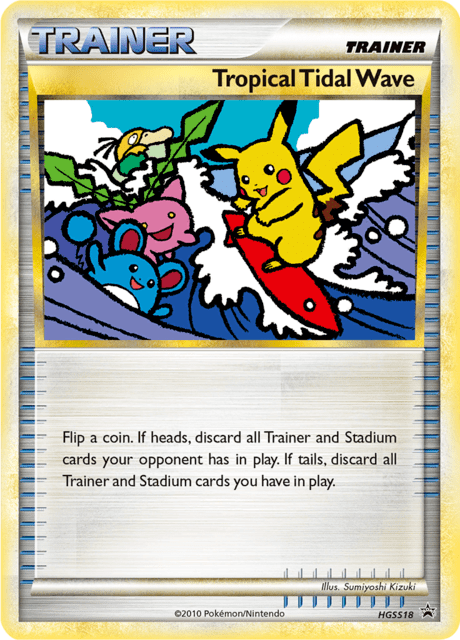 TRAINER
TRAINER
Tropical Tidal Wave
Flip a coin. If heads, discard all Trainer and Stadium
cards your opponent has in play. If tails, discard all
Trainer and Stadium cards you have in play.
Illus. Sumiyoshi Kizuki
©2010 Pokémon/Nintendo
HGSS18